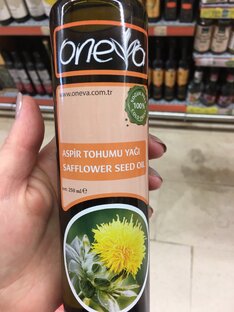 oneva
www.oneva.com.tr
100%
ASPİR TOHUMU YAĞI
SAFFLOWER SEED OIL
250 ml e